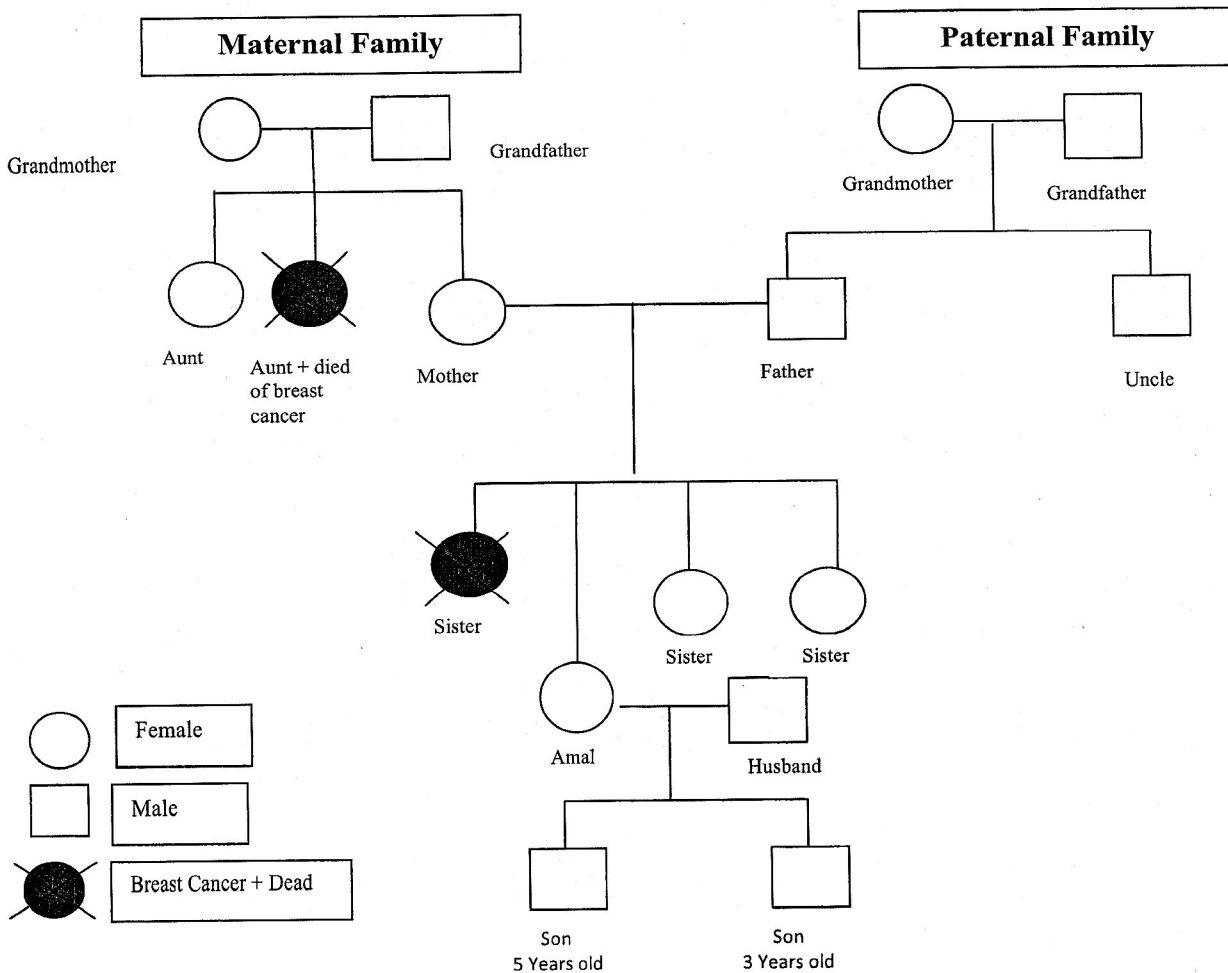 Maternal Family
Paternal Family
Grandmother
Grandfather
Grandmother
Grandfather
Aunt
Aunt + died
of breast
cancer
Mother
Father
Uncle
Sister
Sister
Sister
Amal
Husband
Son
5 Years old
Son
3 Years old
Female
Male
Breast Cancer + Dead